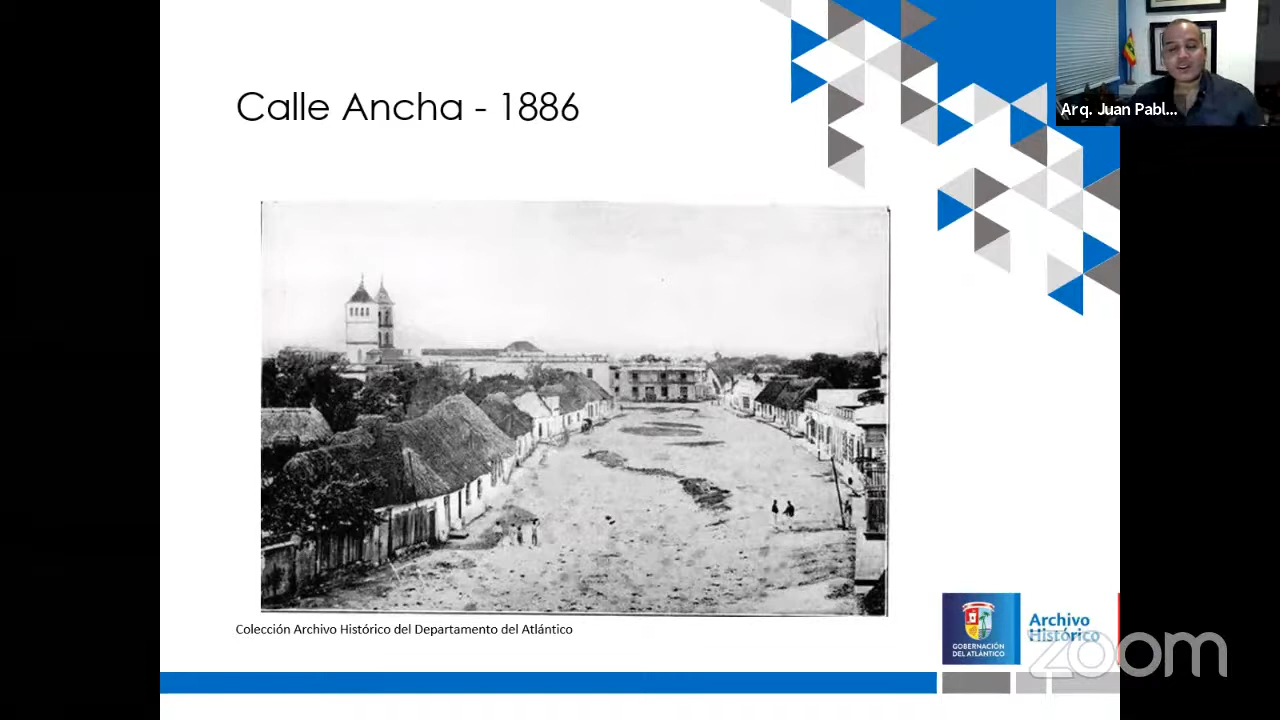 Calle Ancha - 1886
Arq. Juan Pabl...
Colección Archivo Histórico del Departamento del Atlántico
GOBERNACIÓN
DEL ATLÁNTICO
Archivo
Histórico
zoom